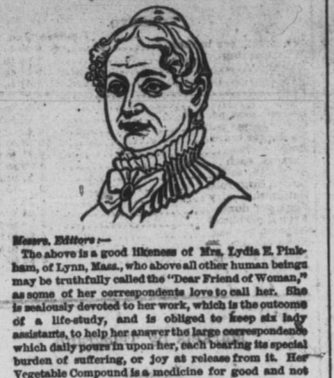 Messrs. Editors:—
The above is a good likeness of Mrs. Lydia E. Pink-
ham, of Lynn, Mass., who above all other human beings
may be truthfully called the "Dear Friend of Woman,"
as some of her correspondents love to call her. She
is zealously devoted to her work, which is the outcome
of a life-study, and is obliged to keep six lady
assistants, to help her answer the large correspondence
which daily pours in upon her, each bearing its special
burden of suffering, or joy at release from it. Her
Vegetable Compound is a medicine for good and not